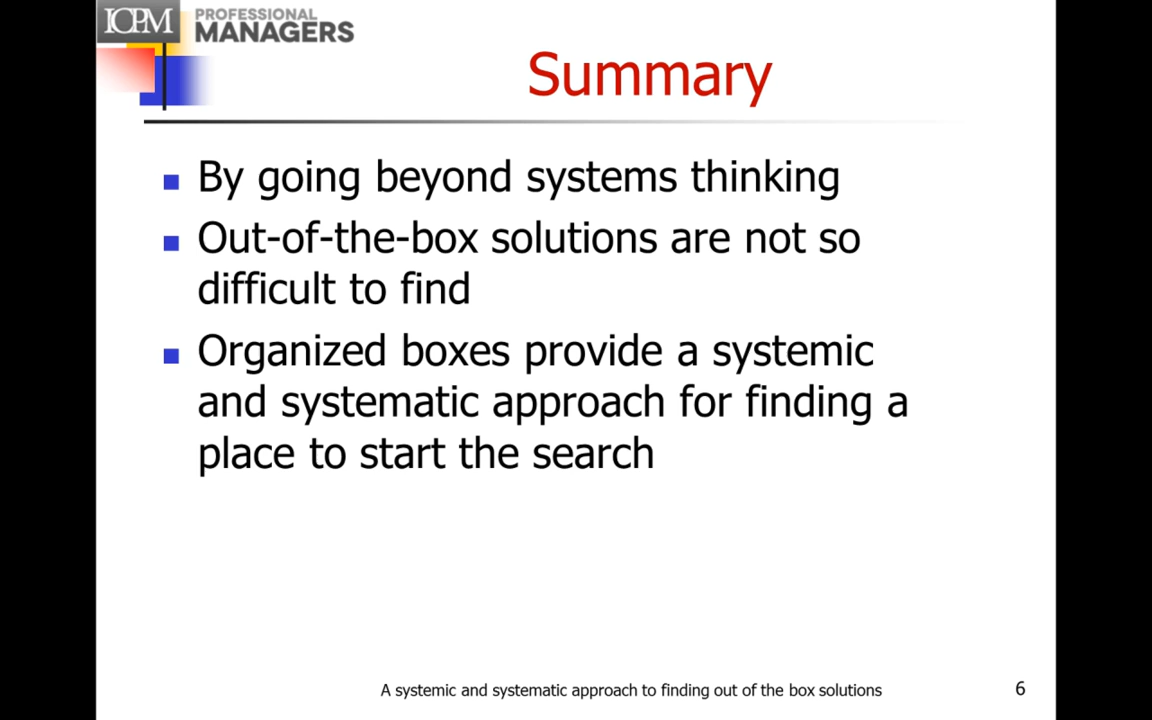 ICPM PROFESSIONAL
MANAGERS
Summary
By going beyond systems thinking
Out-of-the-box solutions are not so
difficult to find
Organized boxes provide a systemic
and systematic approach for finding a
place to start the search
A systemic and systematic approach to finding out of the box solutions
6